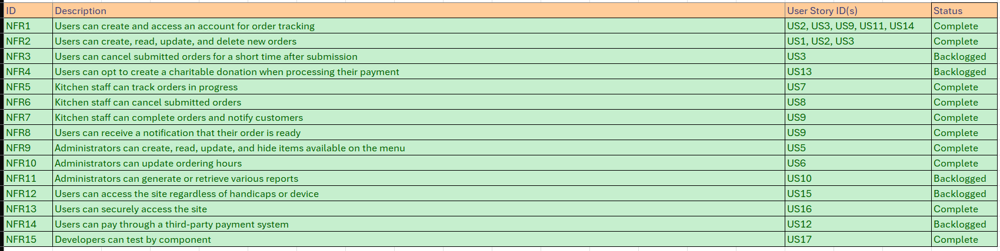 ID Description User Story ID(s) Status
NFR1 Users can create and access an account for order tracking US2, US3, US9, US11, US14 Complete
NFR2 Users can create, read, update, and delete new orders US1, US2, US3 Complete
NFR3 Users can cancel submitted orders for a short time after submission US3 Backlogged
NFR4 Users can opt to create a charitable donation when processing their payment US13 Backlogged
NFR5 Kitchen staff can track orders in progress US7 Complete
NFR6 Kitchen staff can cancel submitted orders US8 Complete
NFR7 Kitchen staff can complete orders and notify customers US9 Complete
NFR8 Users can receive a notification that their order is ready US9 Complete
NFR9 Administrators can create, read, update, and hide items available on the menu US5 Complete
NFR10 Administrators can update ordering hours US6 Complete
NFR11 Administrators can generate or retrieve various reports US10 Backlogged
NFR12 Users can access the site regardless of handicaps or device US15 Backlogged
NFR13 Users can securely access the site US16 Complete
NFR14 Users can pay through a third-party payment system US12 Backlogged
NFR15 Developers can test by component US17 Complete